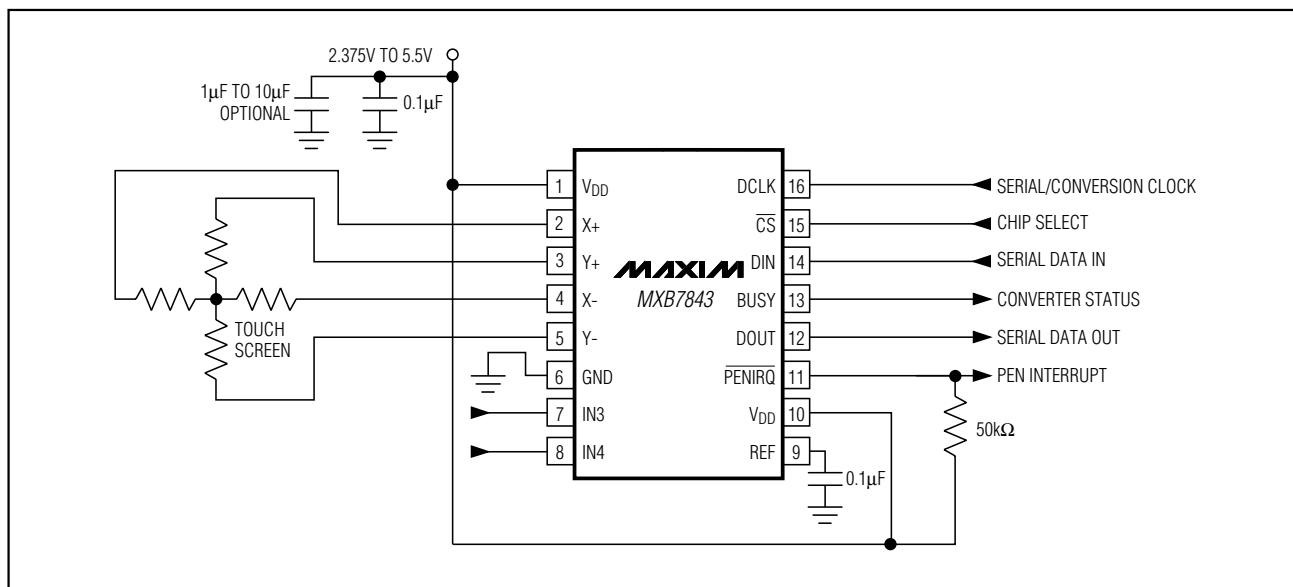 2.375V TO 5.5V
1µF TO 10µF
OPTIONAL
0.1µF
1 VDD DCLK 16 SERIAL/CONVERSION CLOCK
2 X+ CS 15 CHIP SELECT
3 Y+ MAXIM DIN 14 SERIAL DATA IN
4 X- MXB7843 BUSY 13 CONVERTER STATUS
TOUCH
SCREEN
5 Y- DOUT 12 SERIAL DATA OUT
6 GND PENIRQ 11 PEN INTERRUPT
7 IN3 VDD 10
50kΩ
8 IN4 REF 9
0.1µF